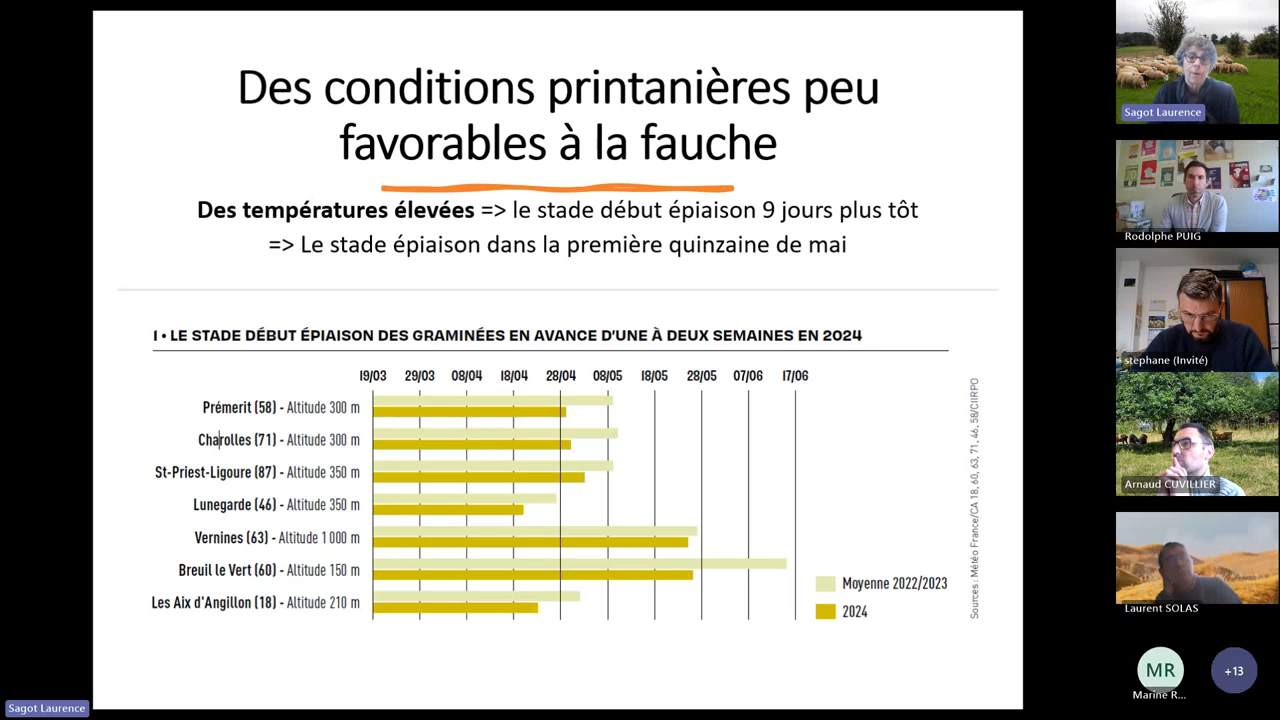 Des conditions printanières peu
favorables à la fauche
Des températures élevées => le stade début épiaison 9 jours plus tôt
=> Le stade épiaison dans la première quinzaine de mai
1 • LE STADE DÉBUT ÉPIAISON DES GRAMINÉES EN AVANCE D'UNE À DEUX SEMAINES EN 2024
19/03 29/03 08/04 18/04 28/04 08/05 18/05 28/05 07/06 17/06
Prémerit (58) - Altitude 300 m
Charolles (71) - Altitude 300 m
St-Priest-Ligoure (87) - Altitude 350 m
Lunegarde (46) - Altitude 350 m
Vernines (63) - Altitude 1 000 m
Breuil le Vert (60) - Altitude 150 m
Les Aix d'Angillon (18) - Altitude 210 m
Moyenne 2022/2023
2024
Sources : Météo France/CA 18, 60, 63, 71, 46, 58/CIIRPO
Sagot Laurence
Sagot Laurence
Rodolphe PUIG
stephane (Invité)
Arnaud CUVILLIER
Laurent SOLAS
MR
Marine R...
+13